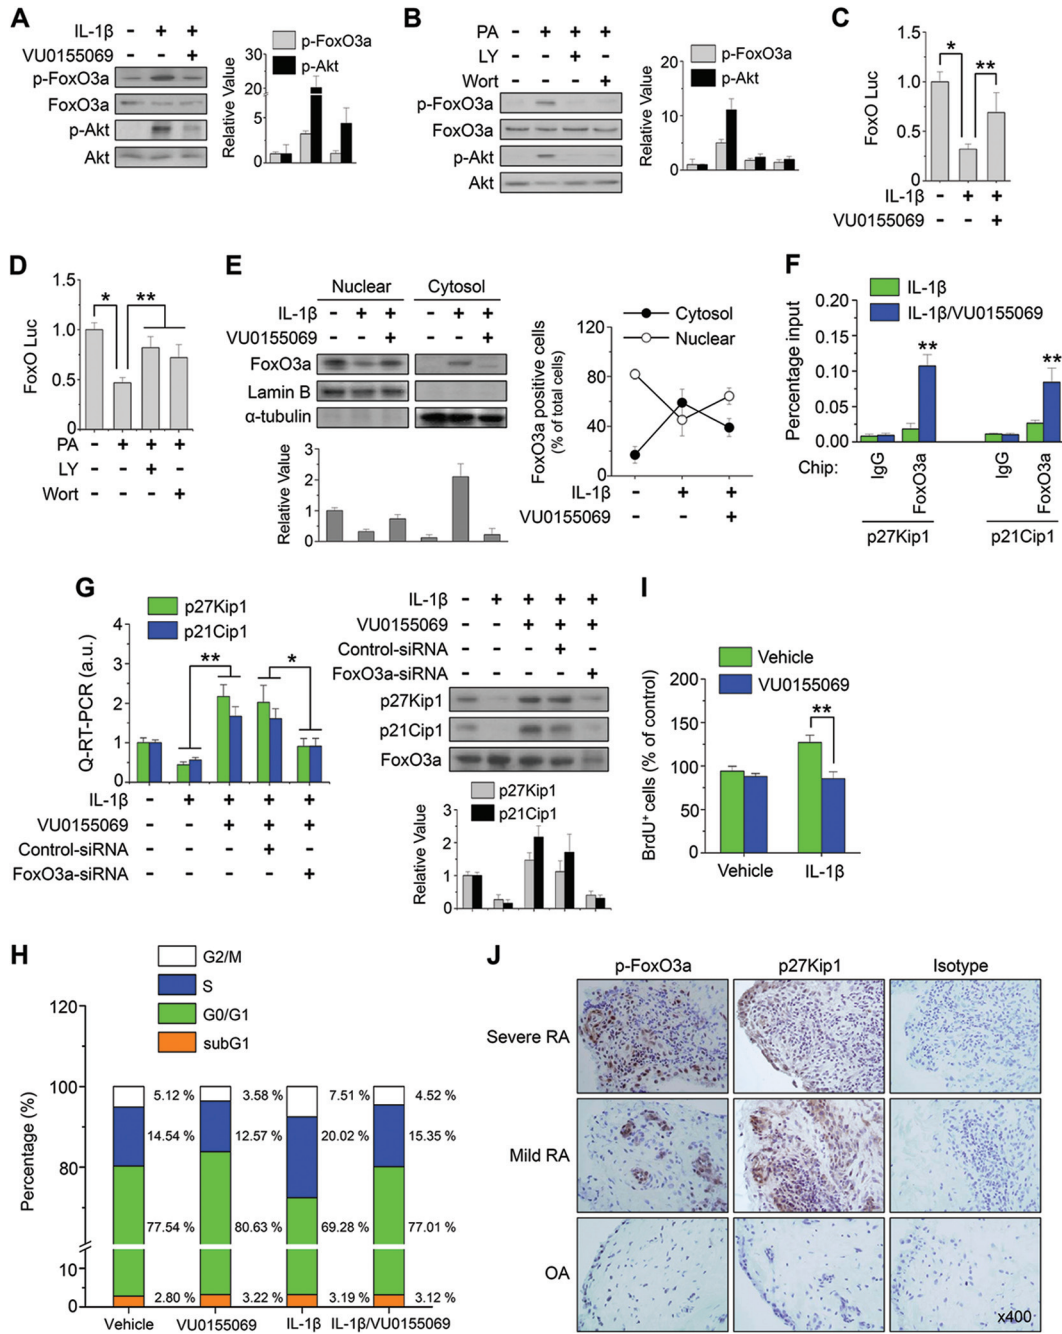 A
IL-1β - + +
VU0155069 - - +
p-FoxO3a
FoxO3a
p-Akt
Akt
p-FoxO3a
p-Akt
Relative Value
30
20
5
0
B
PA - + + +
LY - - + -
Wort - - - +
p-FoxO3a
FoxO3a
p-Akt
Akt
p-FoxO3a
p-Akt
Relative Value
20
10
0
C
FoxO Luc
1.5
1.0
0.5
0.0
* **
IL-1β - + +
VU0155069 - - +
D
FoxO Luc
1.5
1.0
0.5
0.0
* **
PA - + + +
LY - - + -
Wort - - - +
E
Nuclear Cytosol
IL-1β - + + - + +
VU0155069 - - + - - +
FoxO3a
Lamin B
α-tubulin
Relative Value
3
2
1
0
Cytosol
Nuclear
FoxO3a positive cells
(% of total cells)
120
80
40
0
IL-1β - + +
VU0155069 - - +
F
IL-1β
IL-1β/VU0155069
Percentage input
0.20
0.15
0.10
0.05
0.00
** **
Chip: IgG FoxO3a IgG FoxO3a
p27Kip1 p21Cip1
G
p27Kip1
p21Cip1
Q-RT-PCR (a.u.)
4
3
2
1
0
** *
IL-1β - + + + +
VU0155069 - - + + +
Control-siRNA - - - + -
FoxO3a-siRNA - - - - +
IL-1β - + + + +
VU0155069 - - + + +
Control-siRNA - - - + -
FoxO3a-siRNA - - - - +
p27Kip1
p21Cip1
FoxO3a
p27Kip1
p21Cip1
Relative Value
3
2
1
0
I
Vehicle
VU0155069
BrdU⁺ cells (% of control)
200
150
100
50
0
**
Vehicle IL-1β
H
G2/M
S
G0/G1
subG1
Percentage (%)
120
100
80
10
0
5.12 % 3.58 % 7.51 % 4.52 %
14.54 % 12.57 % 20.02 % 15.35 %
77.54 % 80.63 % 69.28 % 77.01 %
2.80 % 3.22 % 3.19 % 3.12 %
Vehicle VU0155069 IL-1β IL-1β/VU0155069
J
p-FoxO3a p27Kip1 Isotype
Severe RA
Mild RA
OA
x400